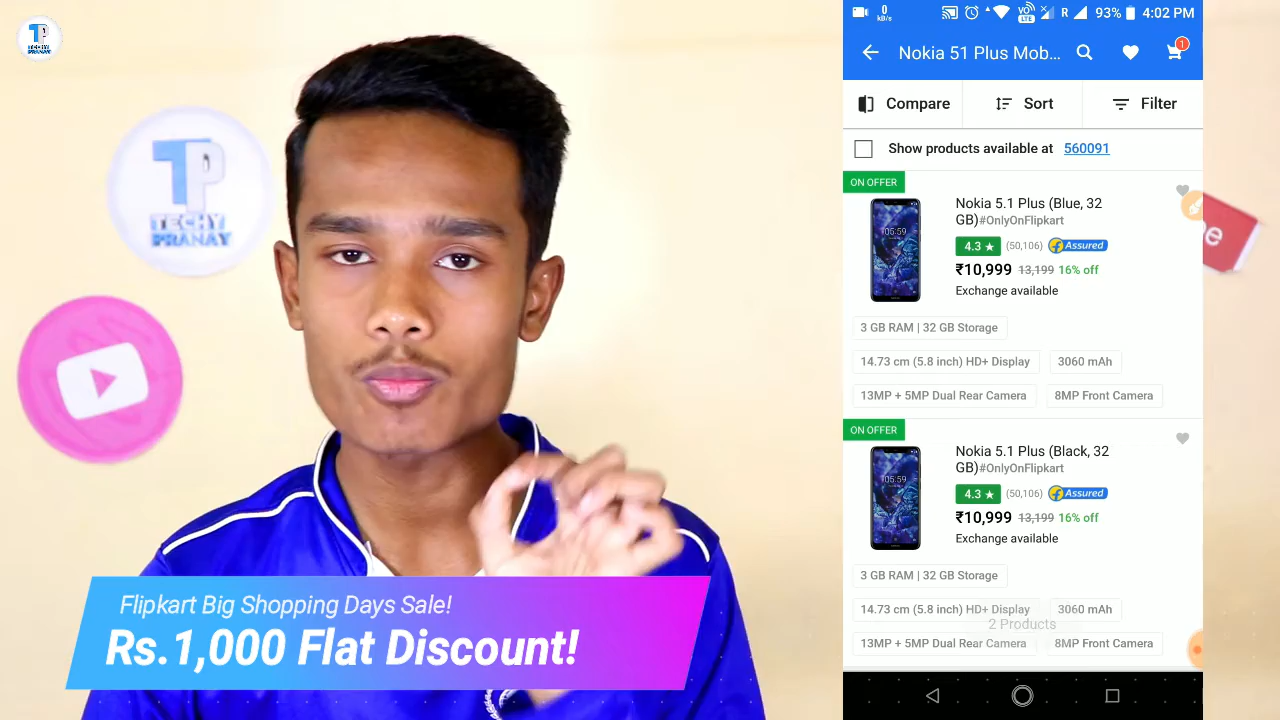 TP
TECHY
PRANAY
TP
TECHY
PRANAY
Flipkart Big Shopping Days Sale!
Rs.1,000 Flat Discount!
0
kB/s
VO)
LTE
R
93%
4:02 PM
Nokia 51 Plus Mob...
1
Compare
Sort
Filter
Show products available at 560091
ON OFFER
Nokia 5.1 Plus (Blue, 32
GB)#OnlyOnFlipkart
4.3 ★ (50,106) Assured
₹10,999 13,199 16% off
Exchange available
3 GB RAM | 32 GB Storage
14.73 cm (5.8 inch) HD+ Display
3060 mAh
13MP + 5MP Dual Rear Camera
8MP Front Camera
ON OFFER
Nokia 5.1 Plus (Black, 32
GB)#OnlyOnFlipkart
4.3 ★ (50,106) Assured
₹10,999 13,199 16% off
Exchange available
3 GB RAM | 32 GB Storage
14.73 cm (5.8 inch) HD+ Display
3060 mAh
2 Products
13MP + 5MP Dual Rear Camera
8MP Front Camera